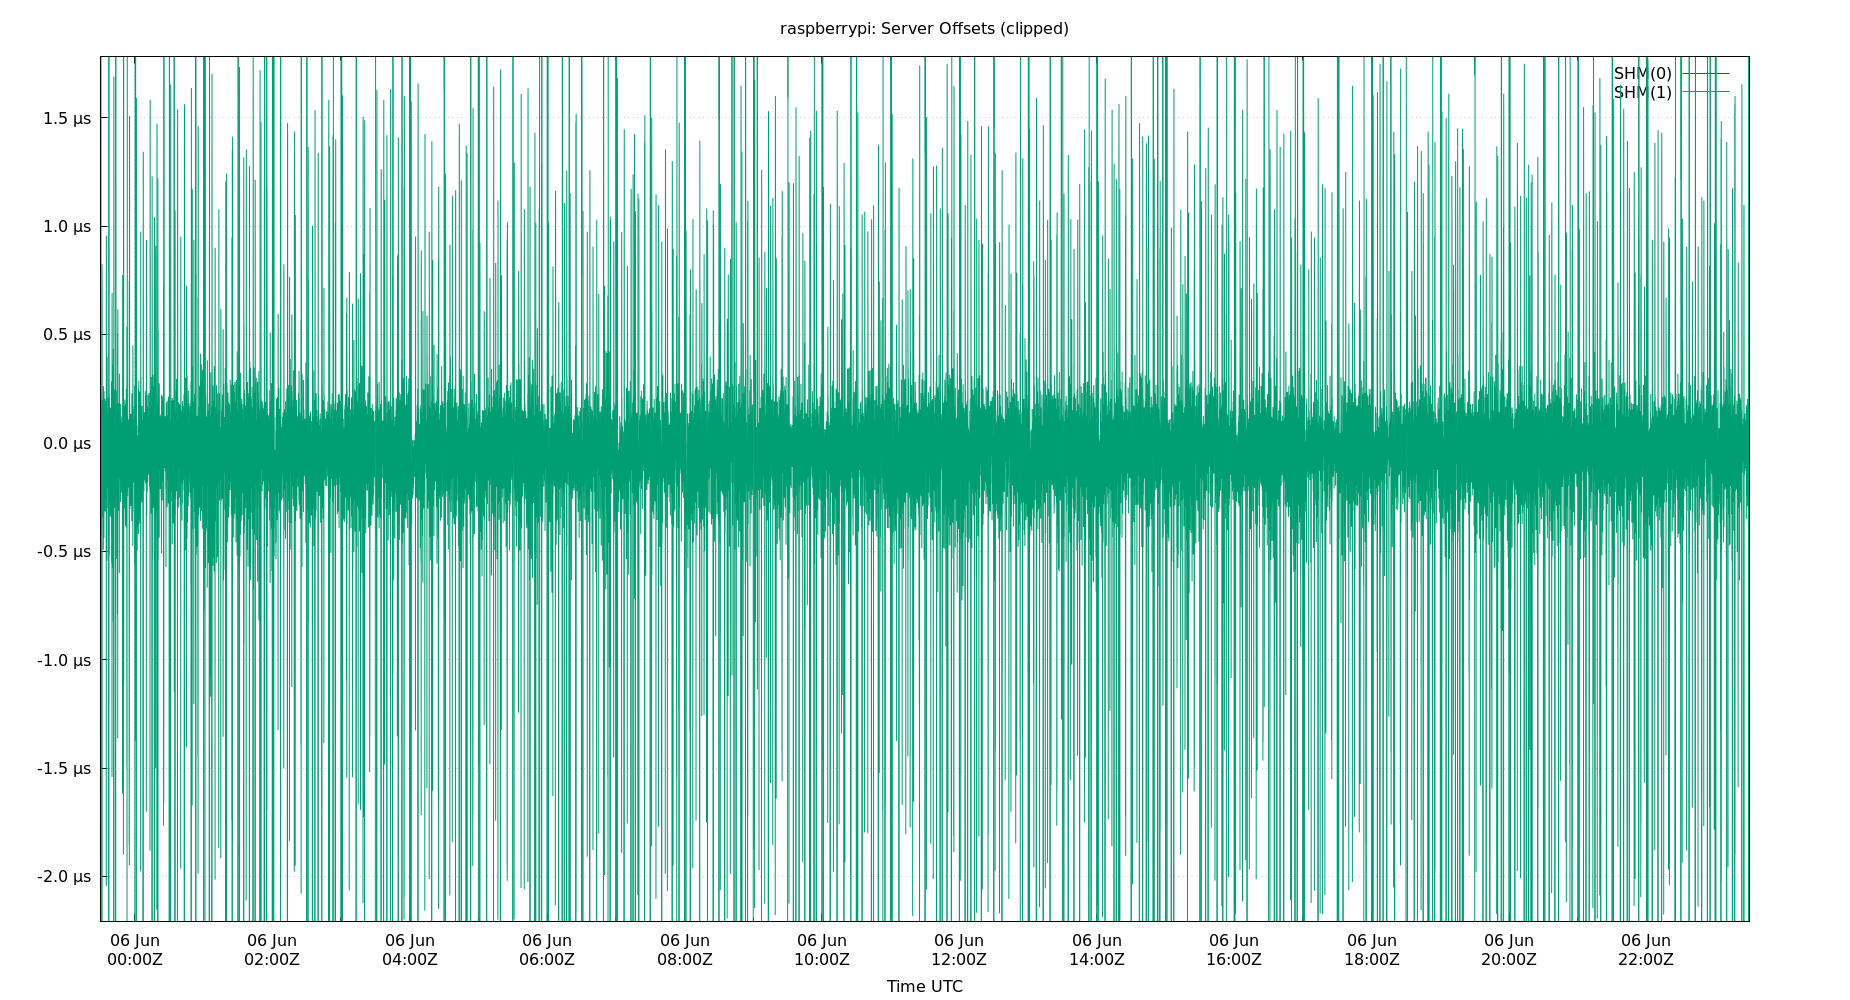 raspberrypi: Server Offsets (clipped)
SHM(0)
SHM(1)
1.5 µs
1.0 µs
0.5 µs
0.0 µs
-0.5 µs
-1.0 µs
-1.5 µs
-2.0 µs
06 Jun 06 Jun 06 Jun 06 Jun 06 Jun 06 Jun 06 Jun 06 Jun 06 Jun 06 Jun 06 Jun 06 Jun
00:00Z 02:00Z 04:00Z 06:00Z 08:00Z 10:00Z 12:00Z 14:00Z 16:00Z 18:00Z 20:00Z 22:00Z
Time UTC